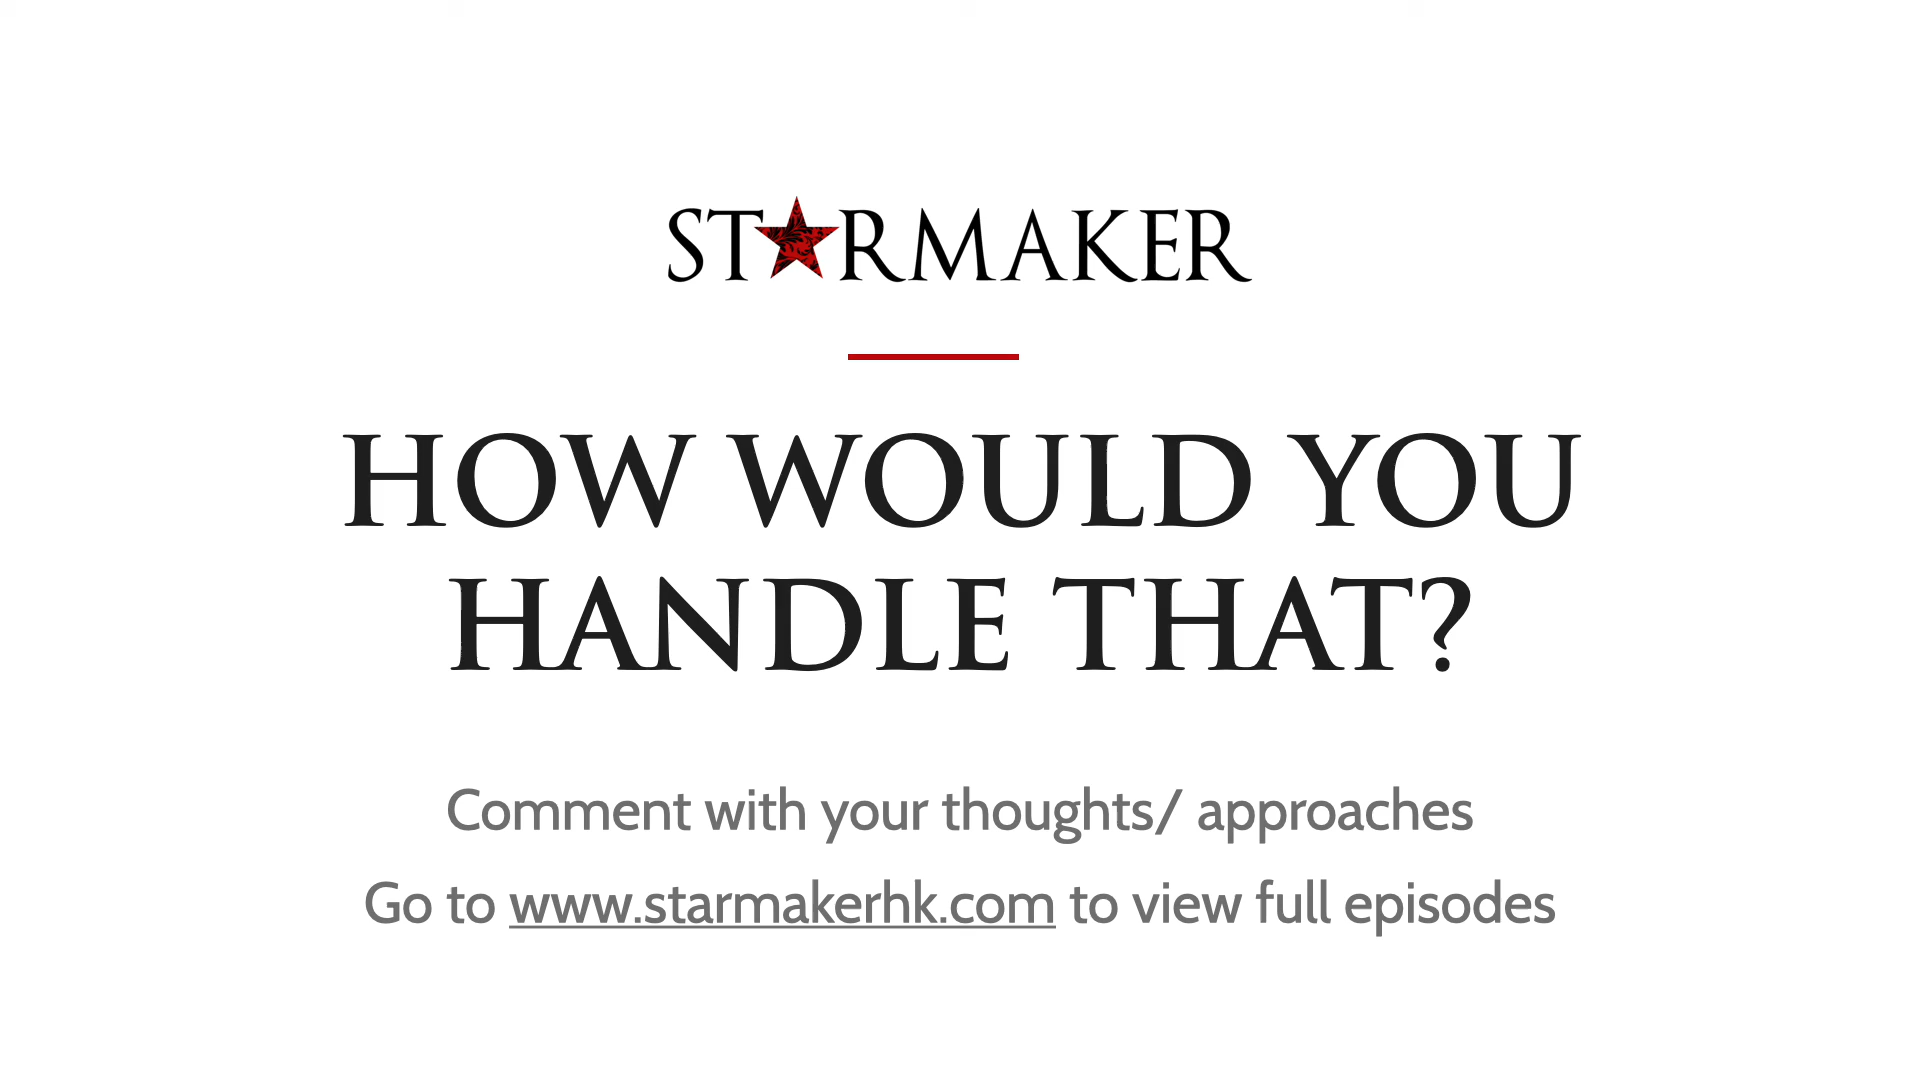 STARMAKER
HOW WOULD YOU
HANDLE THAT?
Comment with your thoughts/ approaches
Go to www.starmakerhk.com to view full episodes